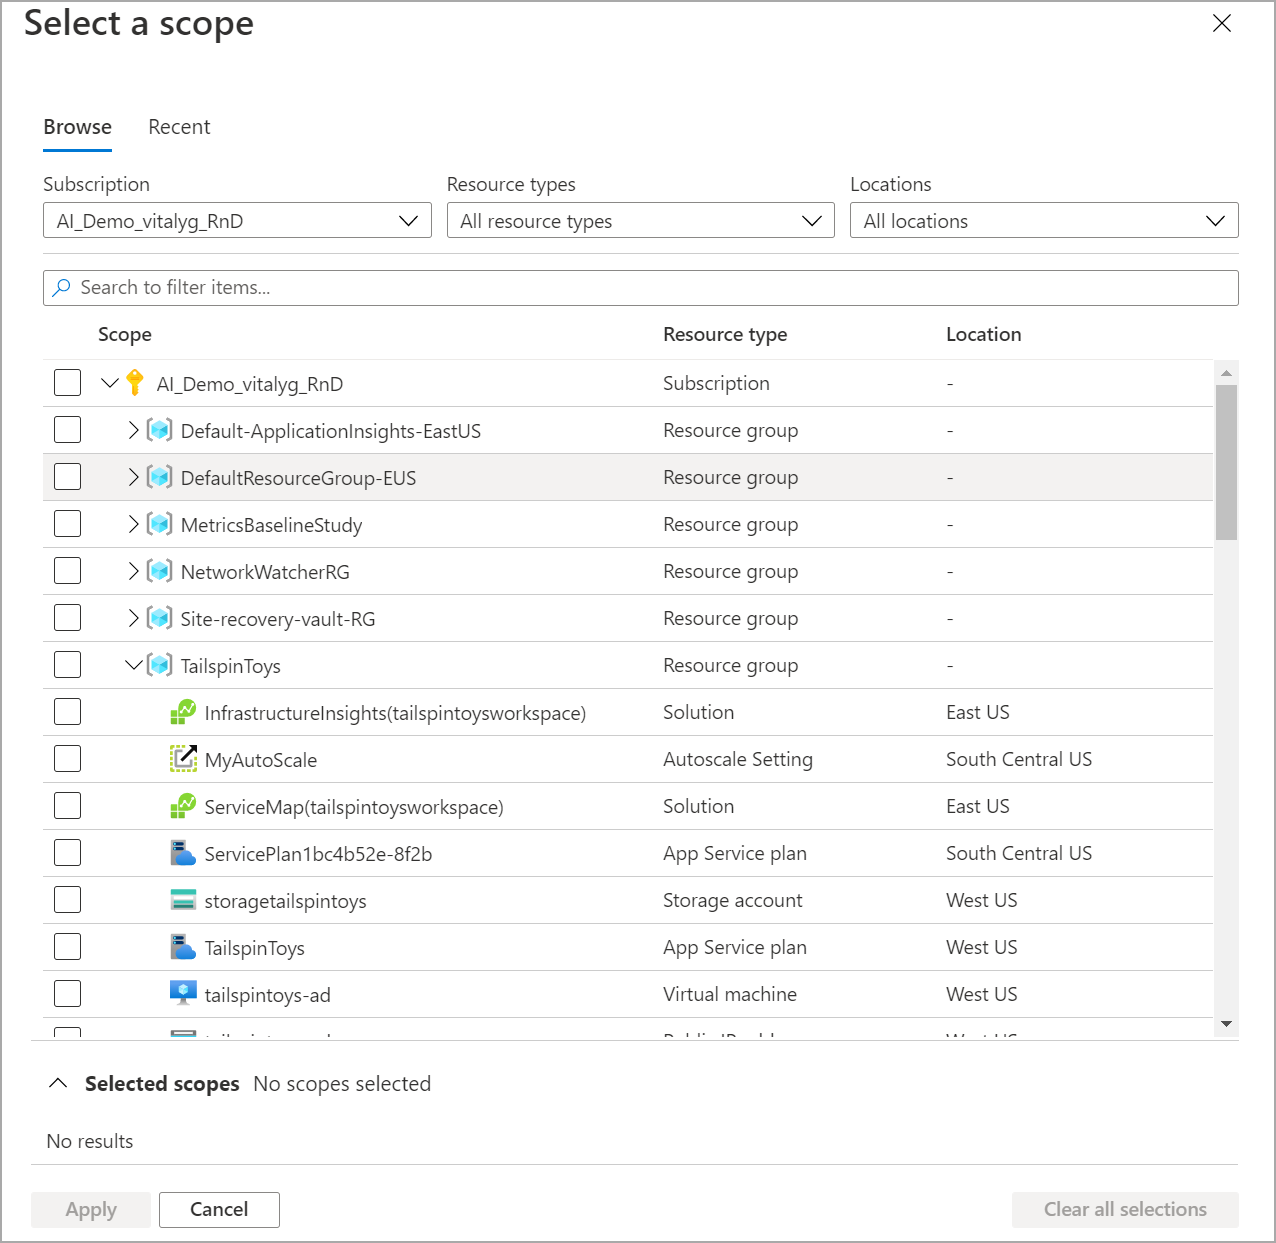 Select a scope
Browse Recent
Subscription Resource types Locations
AI_Demo_vitalyg_RnD All resource types All locations
Search to filter items...
Scope Resource type Location
AI_Demo_vitalyg_RnD Subscription -
Default-ApplicationInsights-EastUS Resource group -
DefaultResourceGroup-EUS Resource group -
MetricsBaselineStudy Resource group -
NetworkWatcherRG Resource group -
Site-recovery-vault-RG Resource group -
TailspinToys Resource group -
InfrastructureInsights(tailspintoysworkspace) Solution East US
MyAutoScale Autoscale Setting South Central US
ServiceMap(tailspintoysworkspace) Solution East US
ServicePlan1bc4b52e-8f2b App Service plan South Central US
storagetailspintoys Storage account West US
TailspinToys App Service plan West US
tailspintoys-ad Virtual machine West US
Selected scopes No scopes selected
No results
Apply Cancel Clear all selections